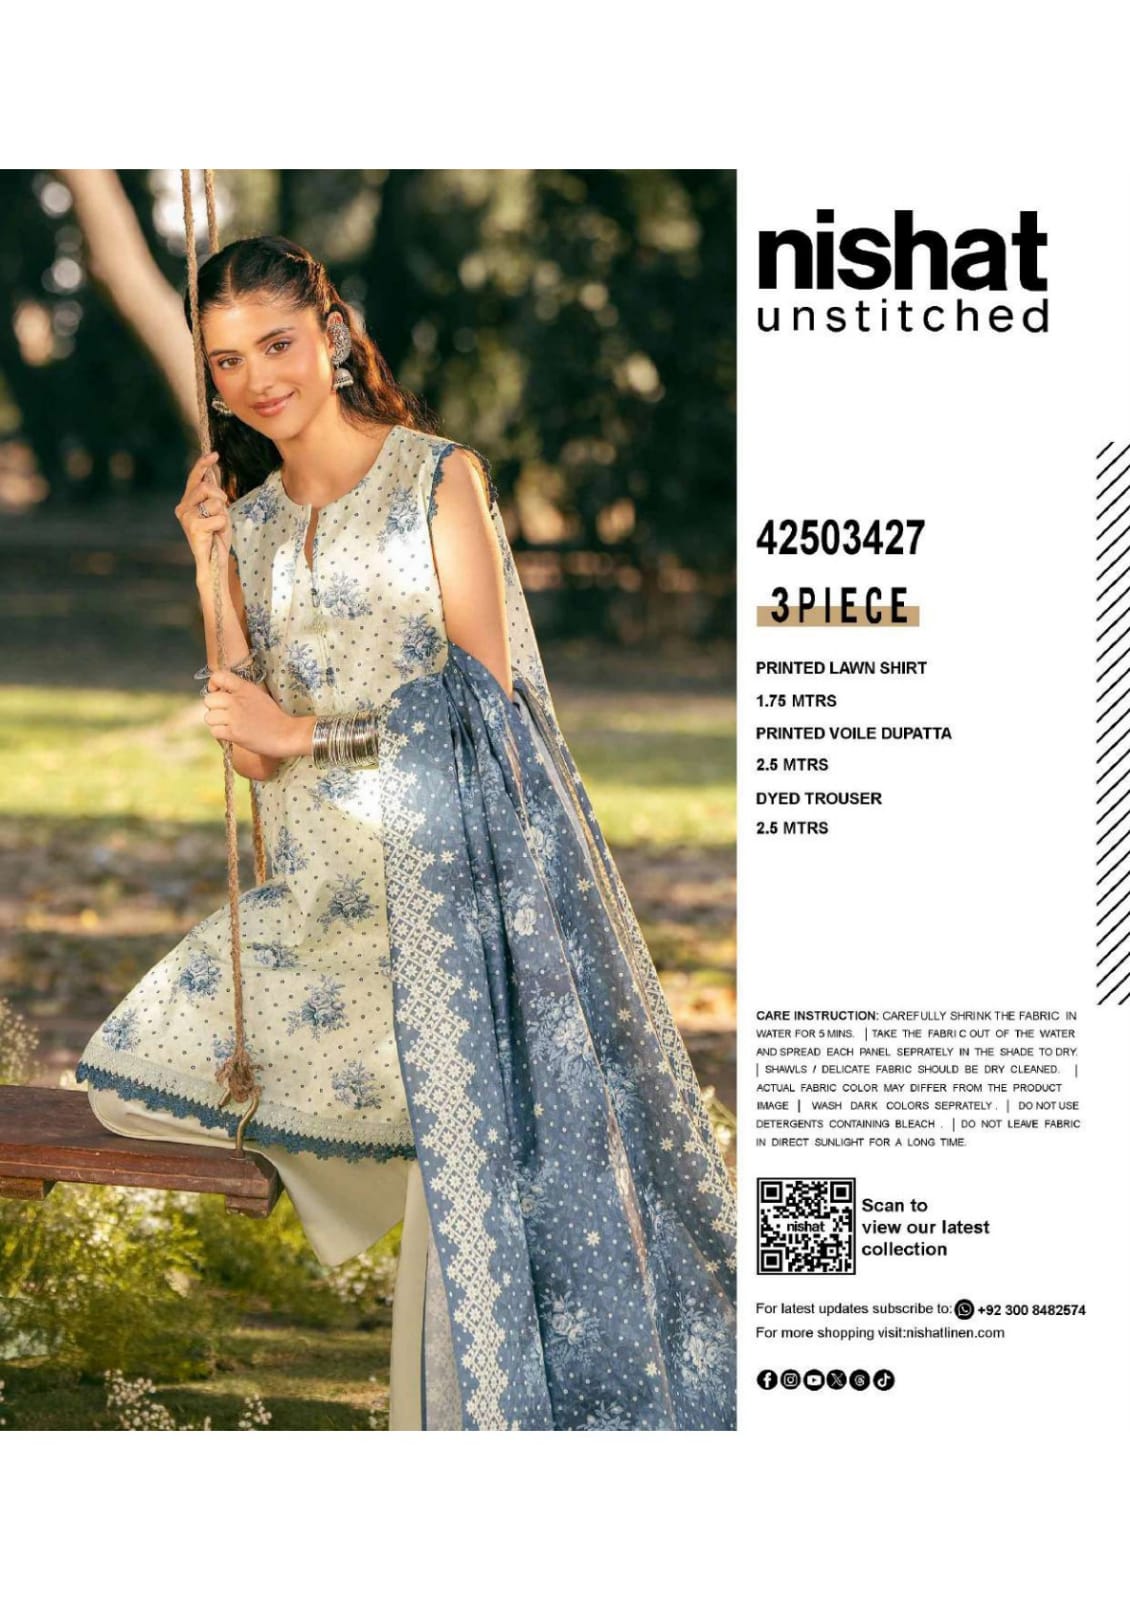 nishat
unstitched
42503427
3PIECE
PRINTED LAWN SHIRT
1.75 MTRS
PRINTED VOILE DUPATTA
2.5 MTRS
DYED TROUSER
2.5 MTRS
CARE INSTRUCTION: CAREFULLY SHRINK THE FABRIC IN
WATER FOR 5 MINS. | TAKE THE FABRIC OUT OF THE WATER
AND SPREAD EACH PANEL SEPRATELY IN THE SHADE TO DRY.
| SHAWLS / DELICATE FABRIC SHOULD BE DRY CLEANED. |
ACTUAL FABRIC COLOR MAY DIFFER FROM THE PRODUCT
IMAGE | WASH DARK COLORS SEPRATELY. | DO NOT USE
DETERGENTS CONTAINING BLEACH. | DO NOT LEAVE FABRIC
IN DIRECT SUNLIGHT FOR A LONG TIME.
nishat
Scan to
view our latest
collection
For latest updates subscribe to: +92 300 8482574
For more shopping visit:nishatlinen.com